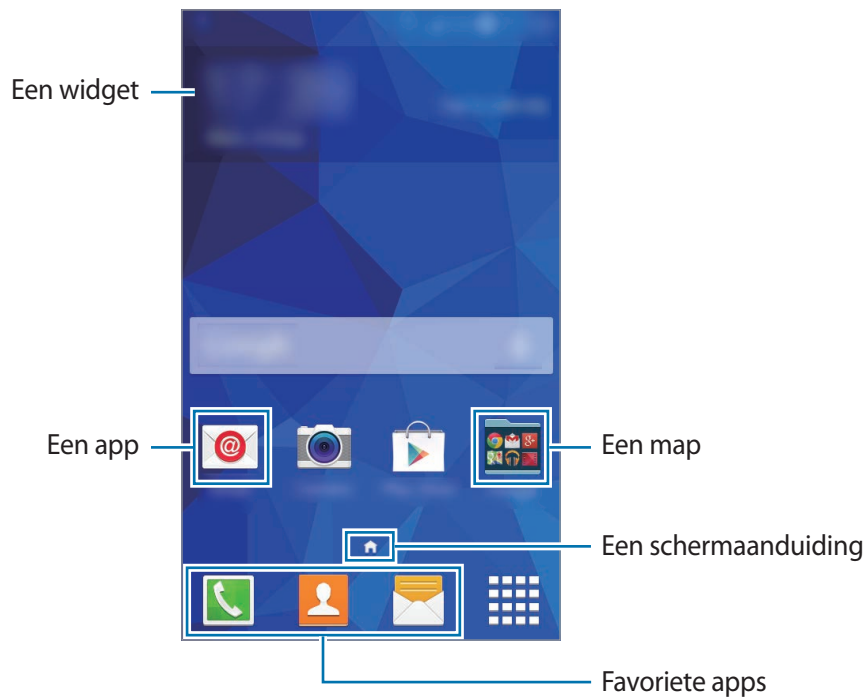 Een widget
Een app
Een map
Een schermaanduiding
Favoriete apps